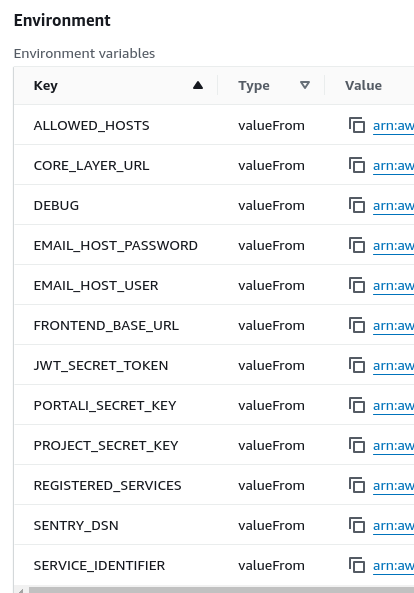 Environment
Environment variables
Key Type Value
ALLOWED_HOSTS valueFrom arn:aw
CORE_LAYER_URL valueFrom arn:aw
DEBUG valueFrom arn:aw
EMAIL_HOST_PASSWORD valueFrom arn:aw
EMAIL_HOST_USER valueFrom arn:aw
FRONTEND_BASE_URL valueFrom arn:aw
JWT_SECRET_TOKEN valueFrom arn:aw
PORTALI_SECRET_KEY valueFrom arn:aw
PROJECT_SECRET_KEY valueFrom arn:aw
REGISTERED_SERVICES valueFrom arn:aw
SENTRY_DSN valueFrom arn:aw
SERVICE_IDENTIFIER valueFrom arn:aw